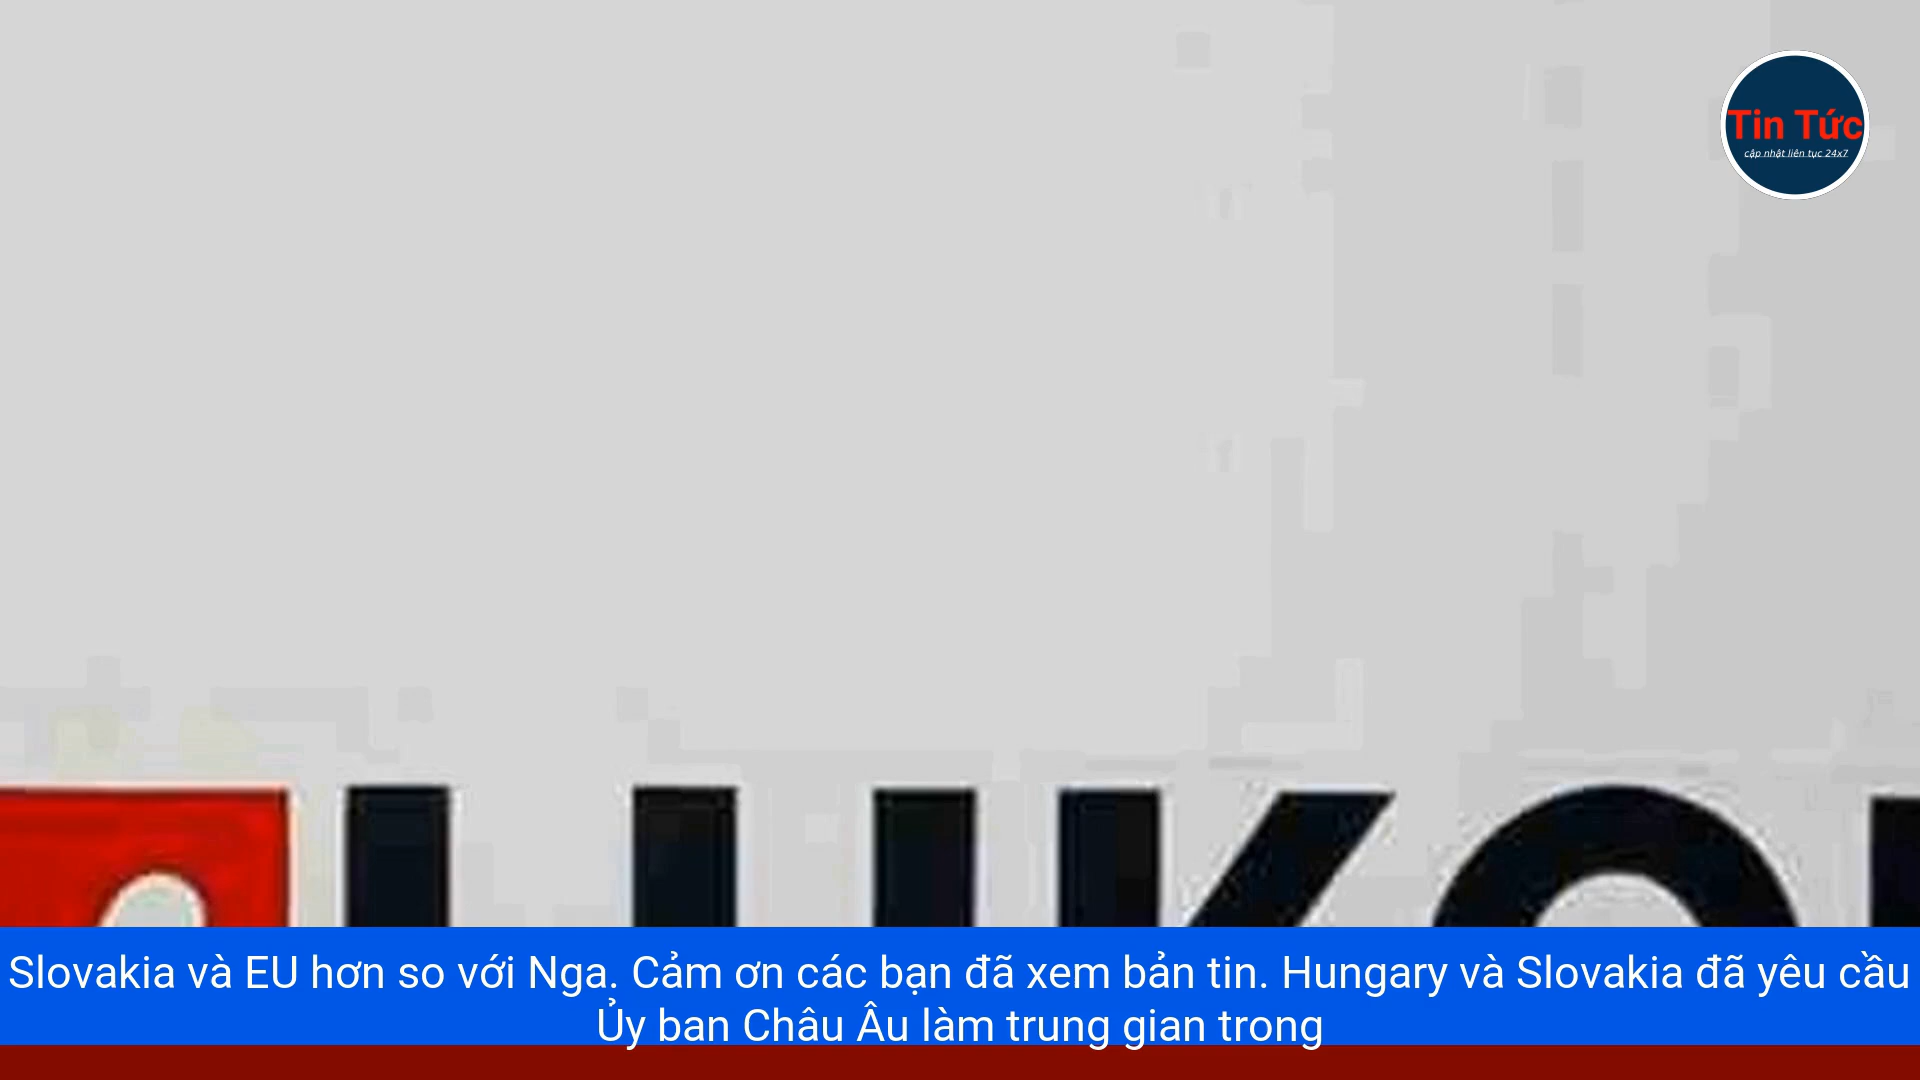 Tin Tức
cập nhật liên tục 24x7
LUKO
Slovakia và EU hơn so với Nga. Cảm ơn các bạn đã xem bản tin. Hungary và Slovakia đã yêu cầu
Ủy ban Châu Âu làm trung gian trong